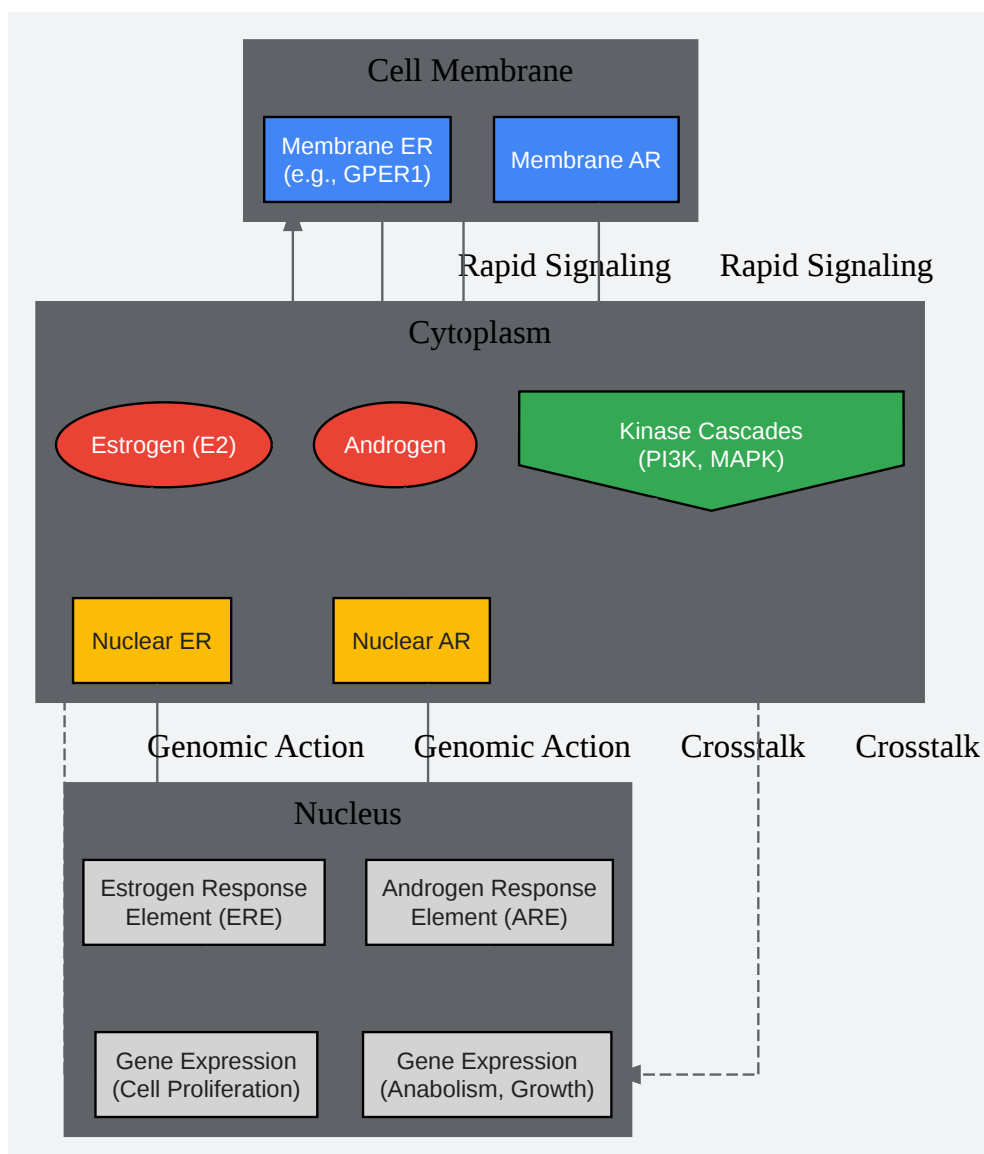 Cell Membrane
Membrane ER
(e.g., GPER1)
Membrane AR
Rapid Signaling
Rapid Signaling
Cytoplasm
Estrogen (E2)
Androgen
Kinase Cascades
(PI3K, MAPK)
Nuclear ER
Nuclear AR
Genomic Action
Genomic Action
Crosstalk
Crosstalk
Nucleus
Estrogen Response
Element (ERE)
Androgen Response
Element (ARE)
Gene Expression
(Cell Proliferation)
Gene Expression
(Anabolism, Growth)